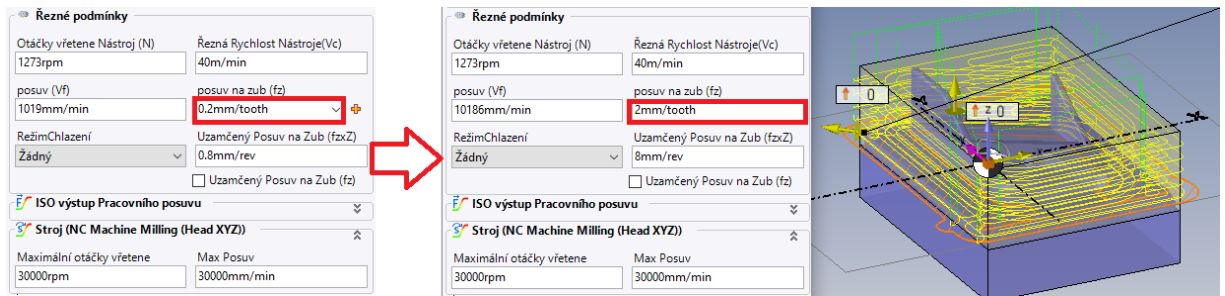 Řezné podmínky
Otáčky vřetene Nástroj (N) Řezná Rychlost Nástroje(Vc)
1273rpm 40m/min
posuv (Vf) posuv na zub (fz)
1019mm/min 0.2mm/tooth
RežimChlazení Uzamčený Posuv na Zub (fzxZ)
Žádný 0.8mm/rev
Uzamčený Posuv na Zub (fz)
ISO výstup Pracovního posuvu
Stroj (NC Machine Milling (Head XYZ))
Maximální otáčky vřetene Max Posuv
30000rpm 30000mm/min
Řezné podmínky
Otáčky vřetene Nástroj (N) Řezná Rychlost Nástroje(Vc)
1273rpm 40m/min
posuv (Vf) posuv na zub (fz)
10186mm/min 2mm/tooth
RežimChlazení Uzamčený Posuv na Zub (fzxZ)
Žádný 8mm/rev
Uzamčený Posuv na Zub (fz)
ISO výstup Pracovního posuvu
Stroj (NC Machine Milling (Head XYZ))
Maximální otáčky vřetene Max Posuv
30000rpm 30000mm/min
0
z 0